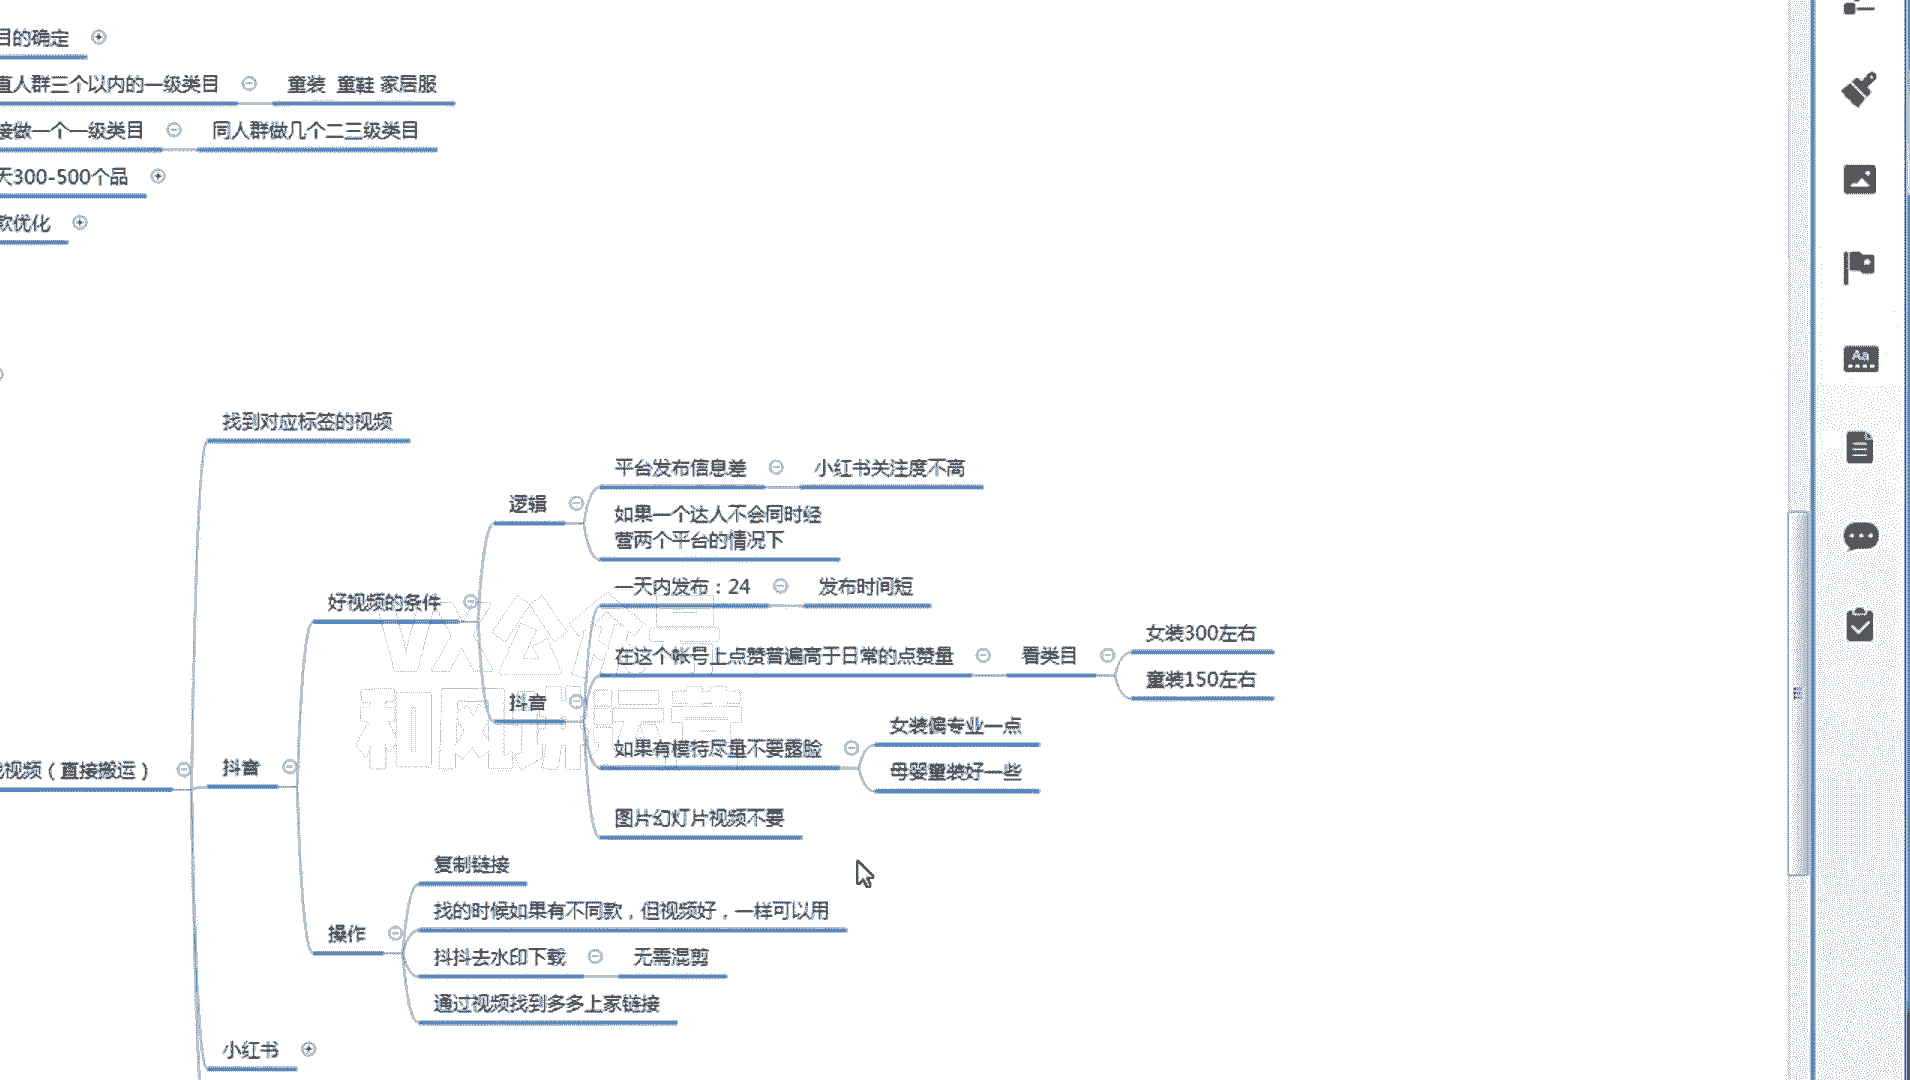 目的确定
直人群三个以内的一级类目
童装 童鞋 家居服
接做一个一级类目
同人群做几个二三级类目
天300-500个品
款优化
找到对应标签的视频
平台发布信息差
小红书关注度不高
逻辑
如果一个达人不会同时经
营两个平台的情况下
一天内发布：24
发布时间短
好视频的条件
女装300左右
在这个帐号上点赞普遍高于日常的点赞量
看类目
童装150左右
抖音
女装偏专业一点
如果有模特尽量不要露脸
母婴童装好一些
视频（直接搬运）
抖音
图片幻灯片视频不要
复制链接
找的时候如果有不同款，但视频好，一样可以用
操作
抖抖去水印下载
无需混剪
通过视频找到多多上家链接
小红书
VX公众号
和风拼运营
Aa